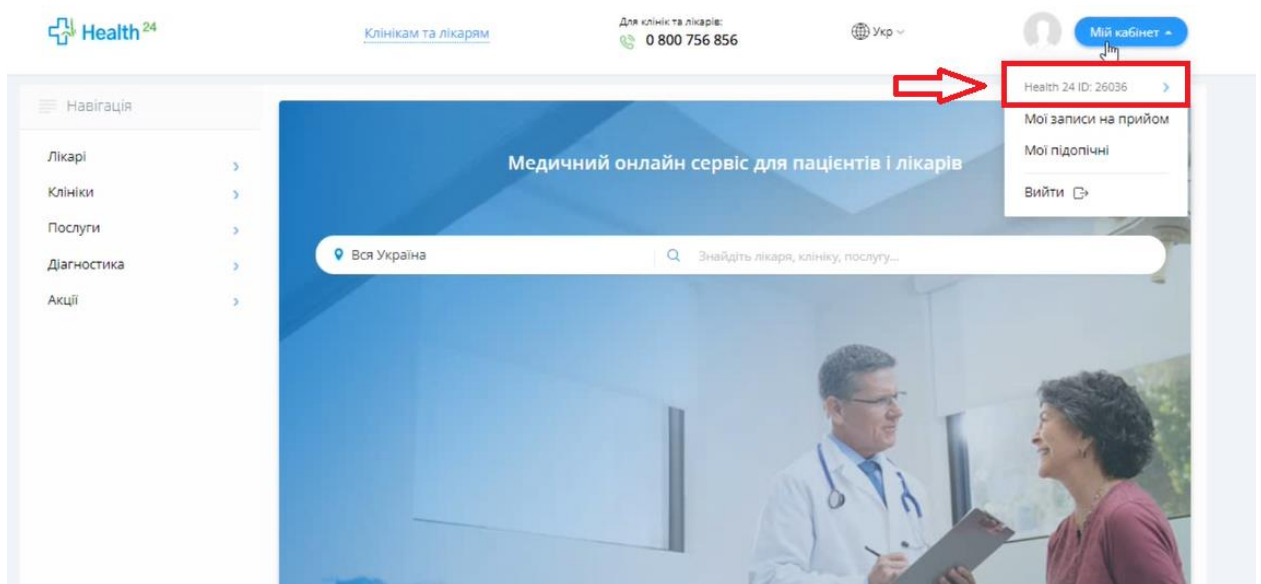 Health 24
Клінікам та лікарям
Для клінік та лікарів:
0 800 756 856
Укр
Мій кабінет
Health 24 ID: 26036
Мої записи на прийом
Мої підопічні
Вийти
Навігація
Лікарі
Клініки
Послуги
Діагностика
Акції
Медичний онлайн сервіс для пацієнтів і лікарів
Вся Україна
Знайдіть лікаря, клініку, послугу...